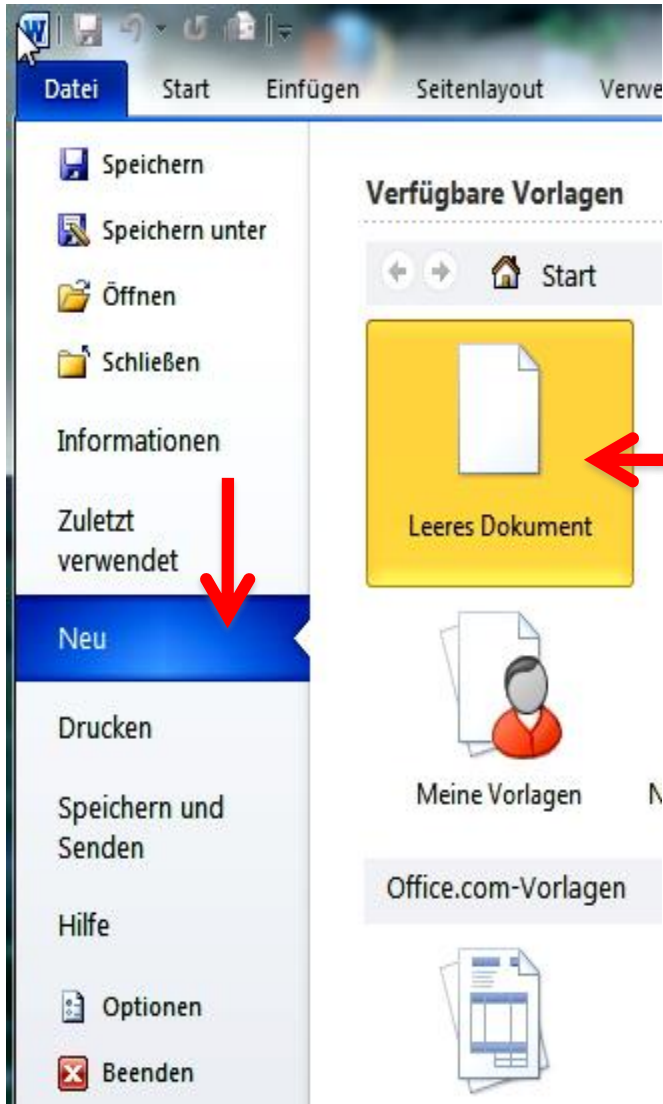 Datei Start Einfügen Seitenlayout
Speichern
Speichern unter
Öffnen
Schließen
Informationen
Zuletzt
verwendet
Neu
Drucken
Speichern und
Senden
Hilfe
Optionen
Beenden
Verfügbare Vorlagen
Start
Leeres Dokument
Meine Vorlagen
Office.com-Vorlagen